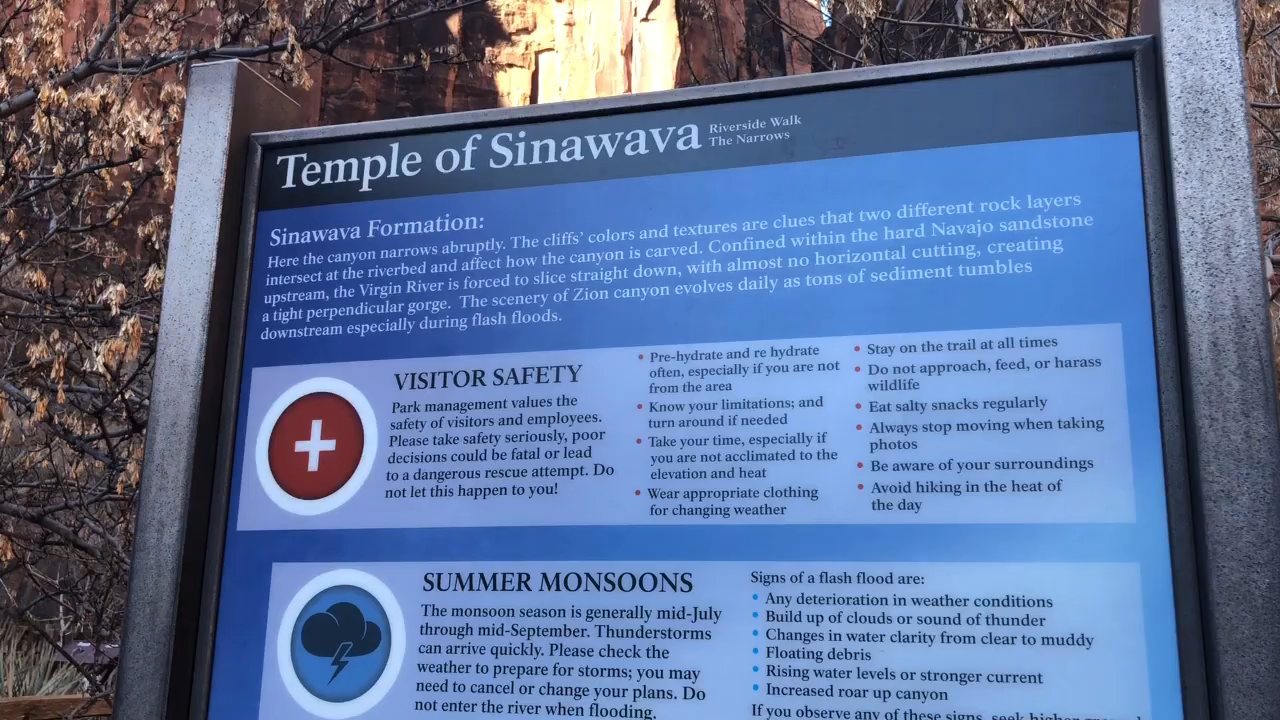 Temple of Sinawava
Riverside Walk
The Narrows
Sinawava Formation:
Here the canyon narrows abruptly. The cliffs' colors and textures are clues that two different rock layers
intersect at the riverbed and affect how the canyon is carved. Confined within the hard Navajo sandstone
upstream, the Virgin River is forced to slice straight down, with almost no horizontal cutting, creating
a tight perpendicular gorge. The scenery of Zion canyon evolves daily as tons of sediment tumbles
downstream especially during flash floods.
VISITOR SAFETY
Park management values the
safety of visitors and employees.
Please take safety seriously, poor
decisions could be fatal or lead
to a dangerous rescue attempt. Do
not let this happen to you!
• Pre-hydrate and re hydrate
often, especially if you are not
from the area
• Know your limitations; and
turn around if needed
• Take your time, especially if
you are not acclimated to the
elevation and heat
• Wear appropriate clothing
for changing weather
• Stay on the trail at all times
• Do not approach, feed, or harass
wildlife
• Eat salty snacks regularly
• Always stop moving when taking
photos
• Be aware of your surroundings
• Avoid hiking in the heat of
the day
SUMMER MONSOONS
The monsoon season is generally mid-July
through mid-September. Thunderstorms
can arrive quickly. Please check the
weather to prepare for storms; you may
need to cancel or change your plans. Do
not enter the river when flooding.
Signs of a flash flood are:
• Any deterioration in weather conditions
• Build up of clouds or sound of thunder
• Changes in water clarity from clear to muddy
• Floating debris
• Rising water levels or stronger current
• Increased roar up canyon
If you observe any of these signs, seek higher